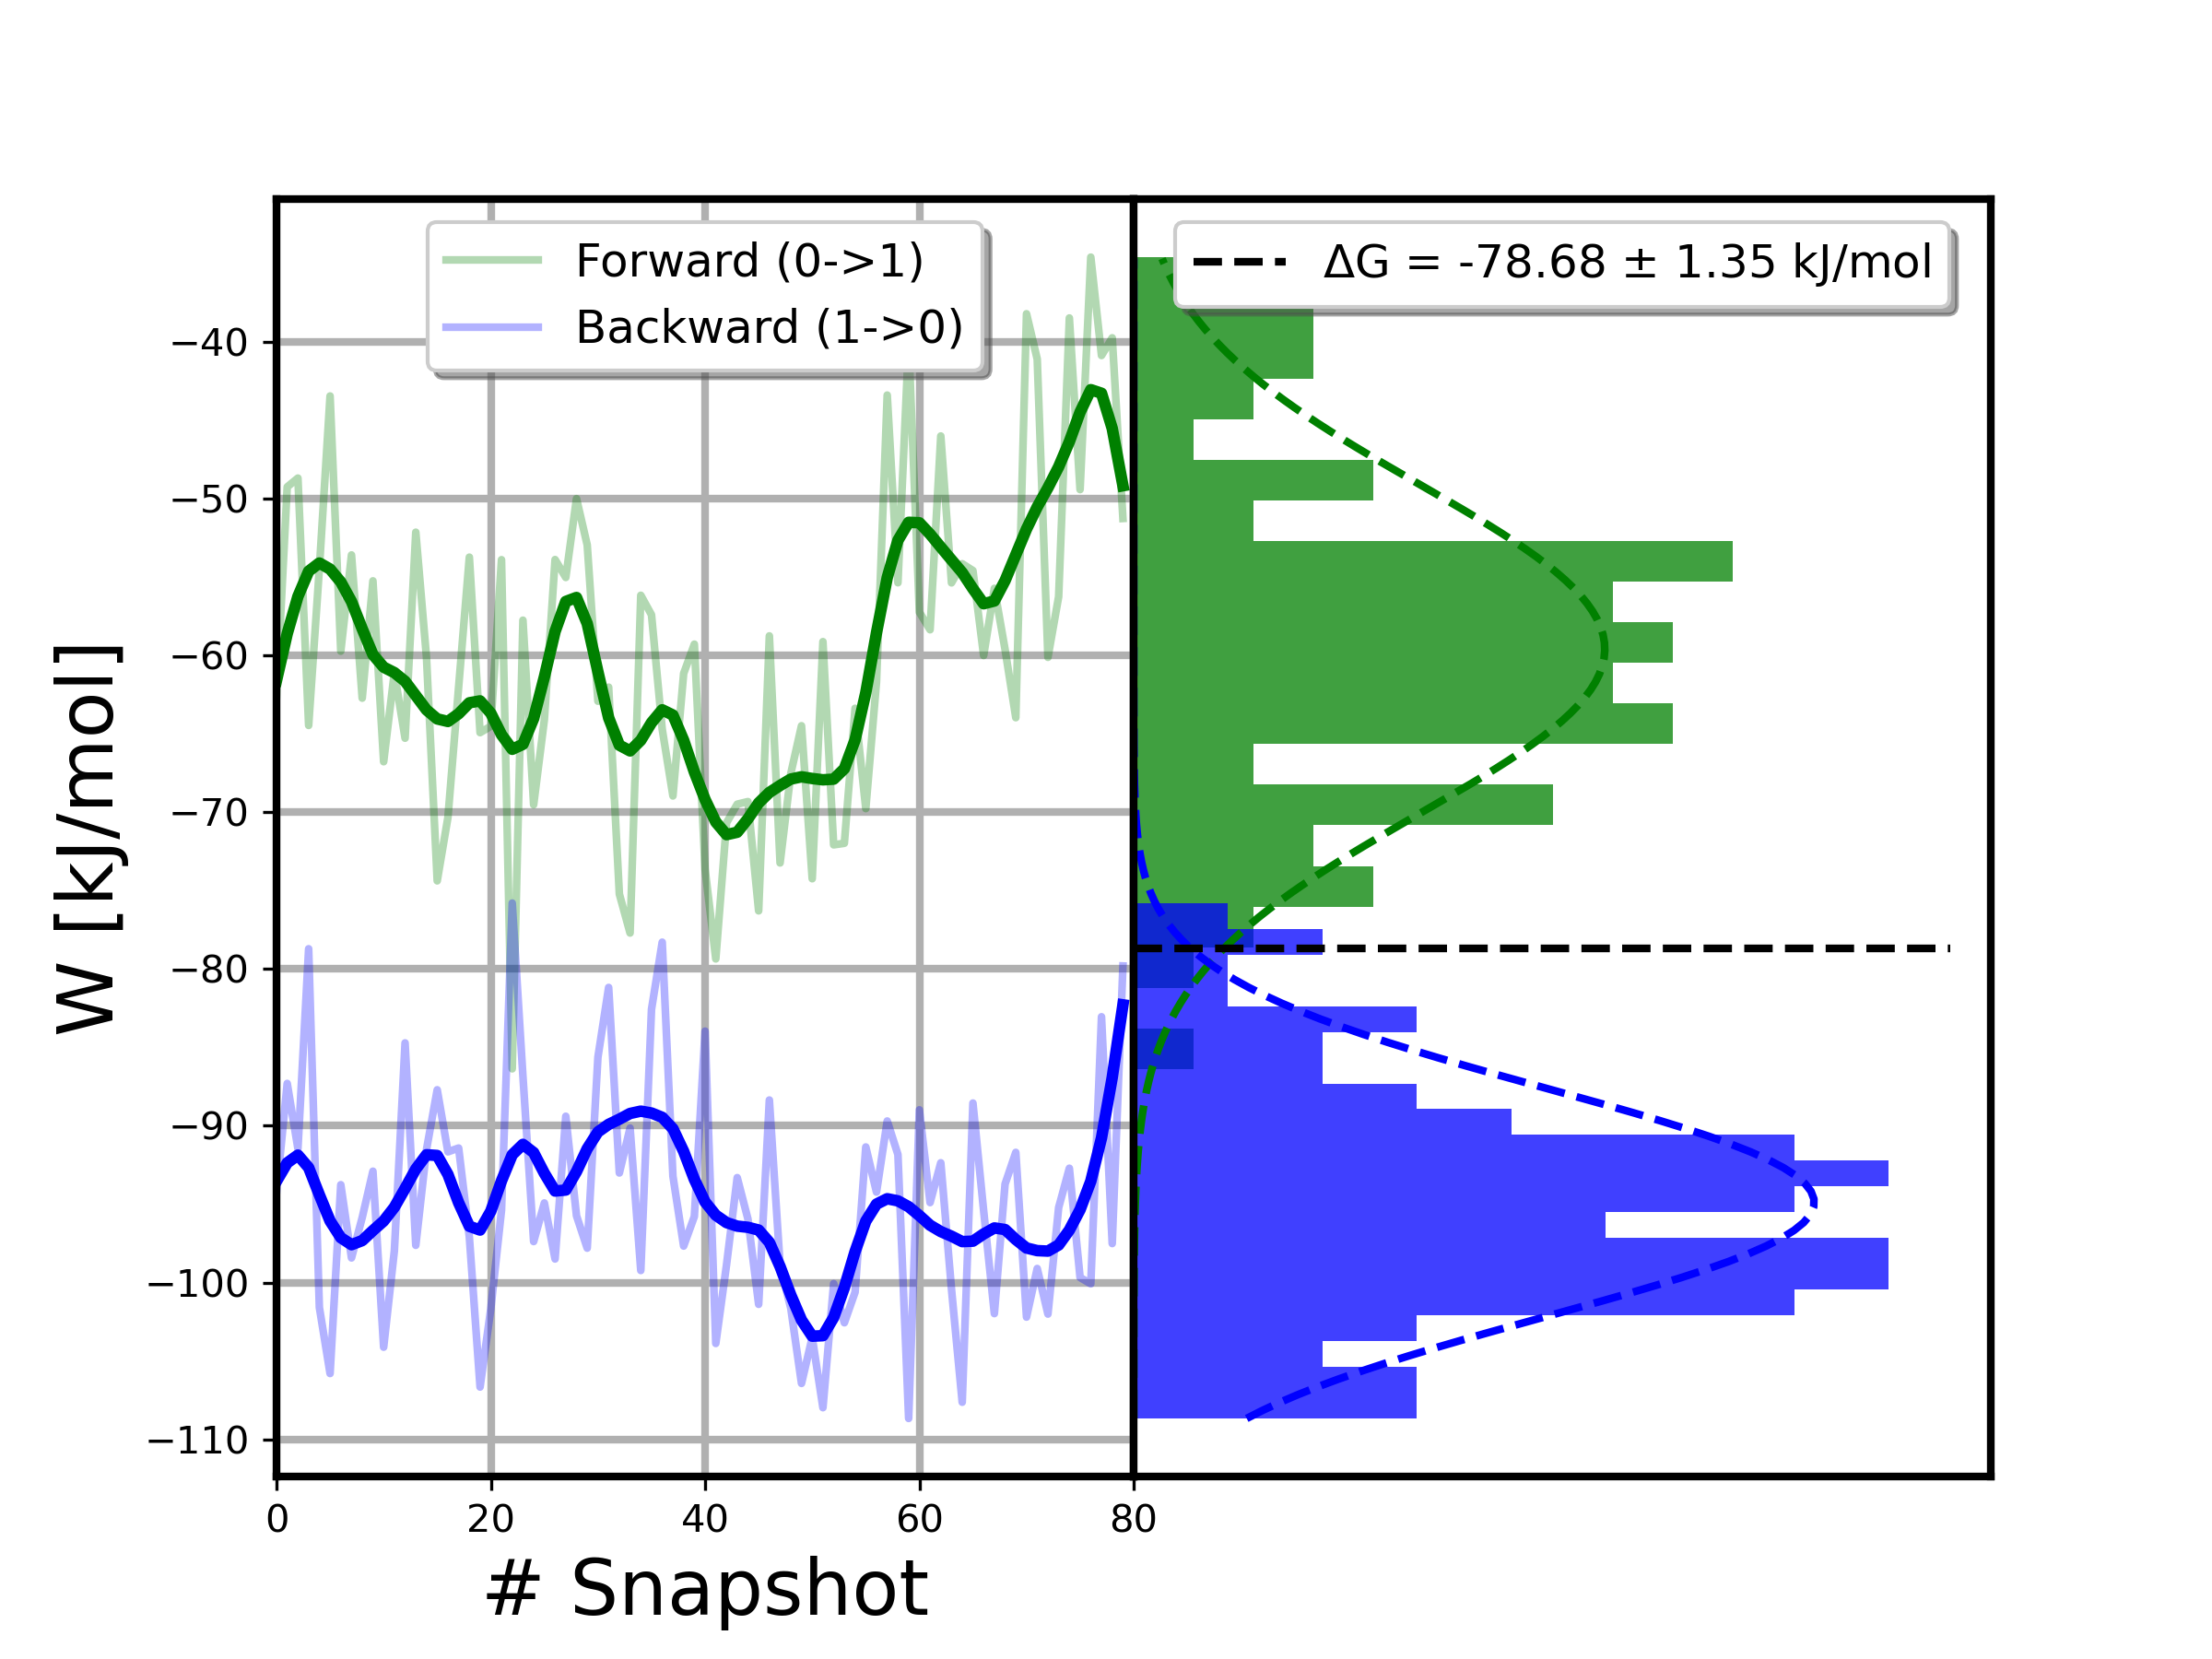 Forward (0->1)
Backward (1->0)
ΔG = -78.68 ± 1.35 kJ/mol
W [kJ/mol]
−40
−50
−60
−70
−80
−90
−100
−110
0 20 40 60 80
# Snapshot